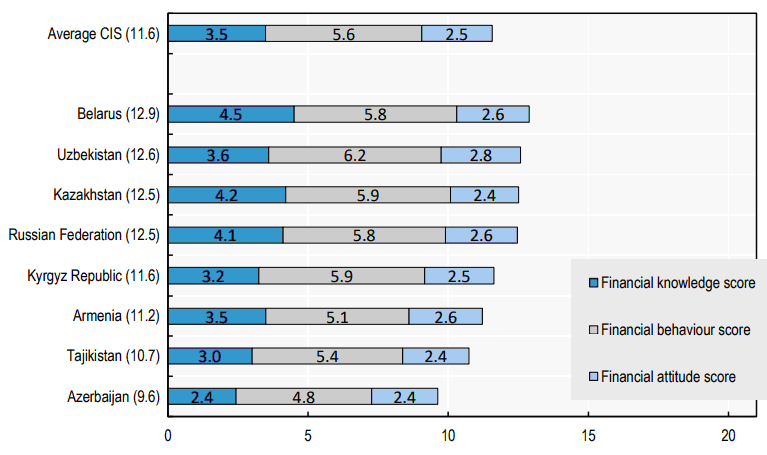 Average CIS (11.6) 3.5 5.6 2.5
Belarus (12.9) 4.5 5.8 2.6
Uzbekistan (12.6) 3.6 6.2 2.8
Kazakhstan (12.5) 4.2 5.9 2.4
Russian Federation (12.5) 4.1 5.8 2.6
Kyrgyz Republic (11.6) 3.2 5.9 2.5
Armenia (11.2) 3.5 5.1 2.6
Tajikistan (10.7) 3.0 5.4 2.4
Azerbaijan (9.6) 2.4 4.8 2.4
Financial knowledge score
Financial behaviour score
Financial attitude score
0 5 10 15 20